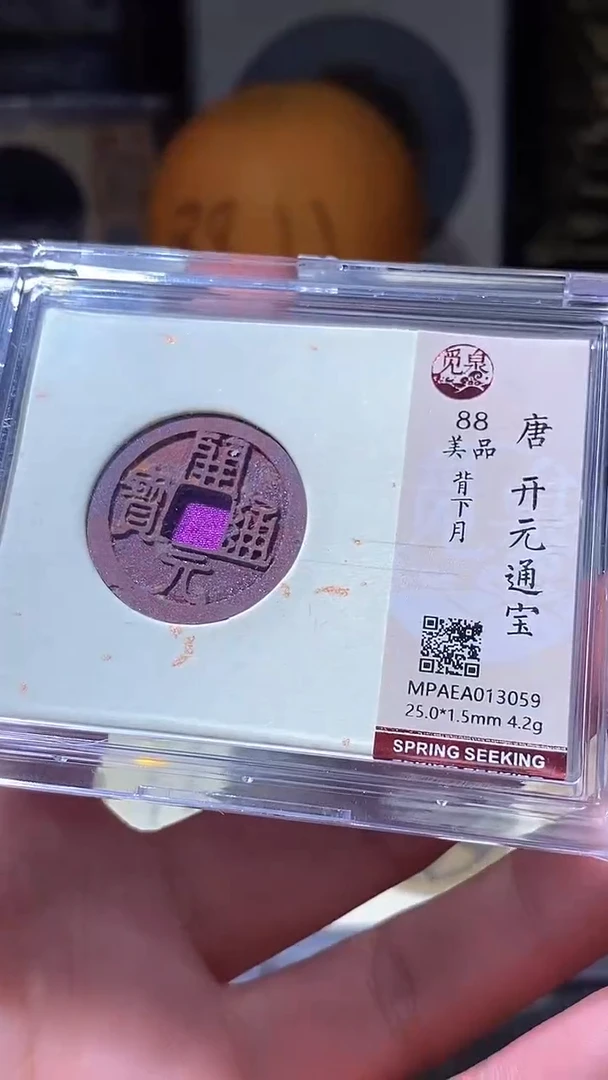 開
通
元
寶
觅泉
88
美品
背下月
唐 开元通宝
MPAEA013059
25.0*1.5mm 4.2g
SPRING SEEKING